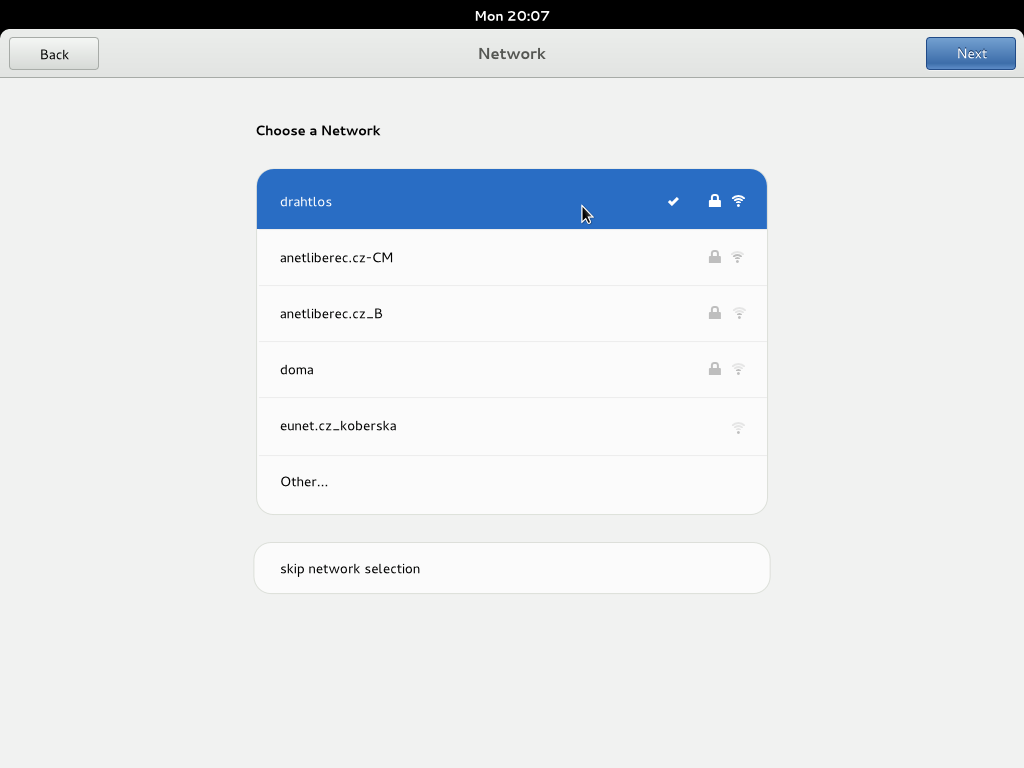 Mon 20:07
Back
Network
Next
Choose a Network
drahtlos
anetliberec.cz-CM
anetliberec.cz_B
doma
eunet.cz_koberska
Other...
skip network selection